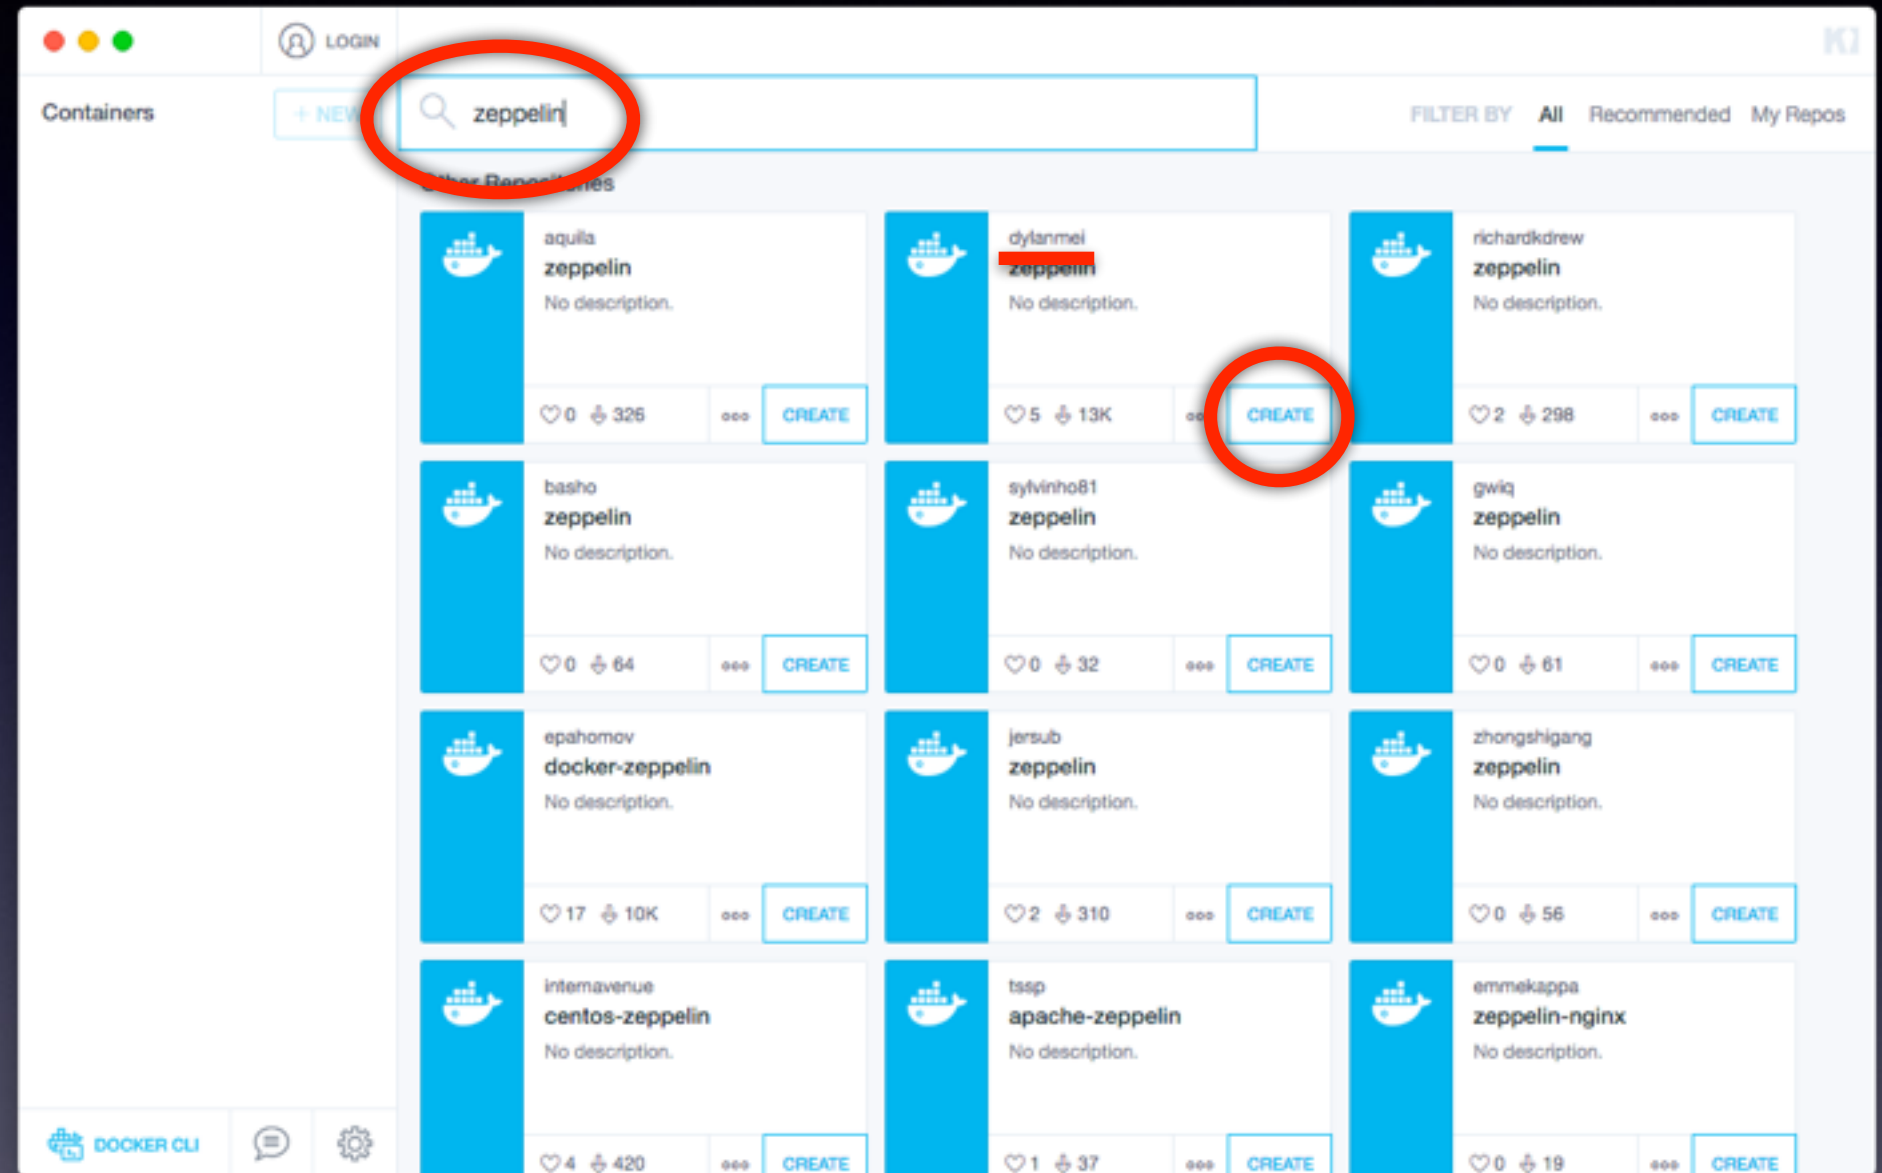 LOGIN
Containers
+ NEW
zeppelin
FILTER BY All Recommended My Repos
Other Repositories
aquila
zeppelin
No description.
0 326
CREATE
dylanmei
zeppelin
No description.
5 13K
CREATE
richardkdrew
zeppelin
No description.
2 298
CREATE
basho
zeppelin
No description.
0 64
CREATE
sylvinho81
zeppelin
No description.
0 32
CREATE
gwiq
zeppelin
No description.
0 61
CREATE
epahomov
docker-zeppelin
No description.
17 10K
CREATE
jersub
zeppelin
No description.
2 310
CREATE
zhongshigang
zeppelin
No description.
0 56
CREATE
internavenue
centos-zeppelin
No description.
4 420
CREATE
tssp
apache-zeppelin
No description.
1 37
CREATE
emmekappa
zeppelin-nginx
No description.
0 19
CREATE
DOCKER CLI